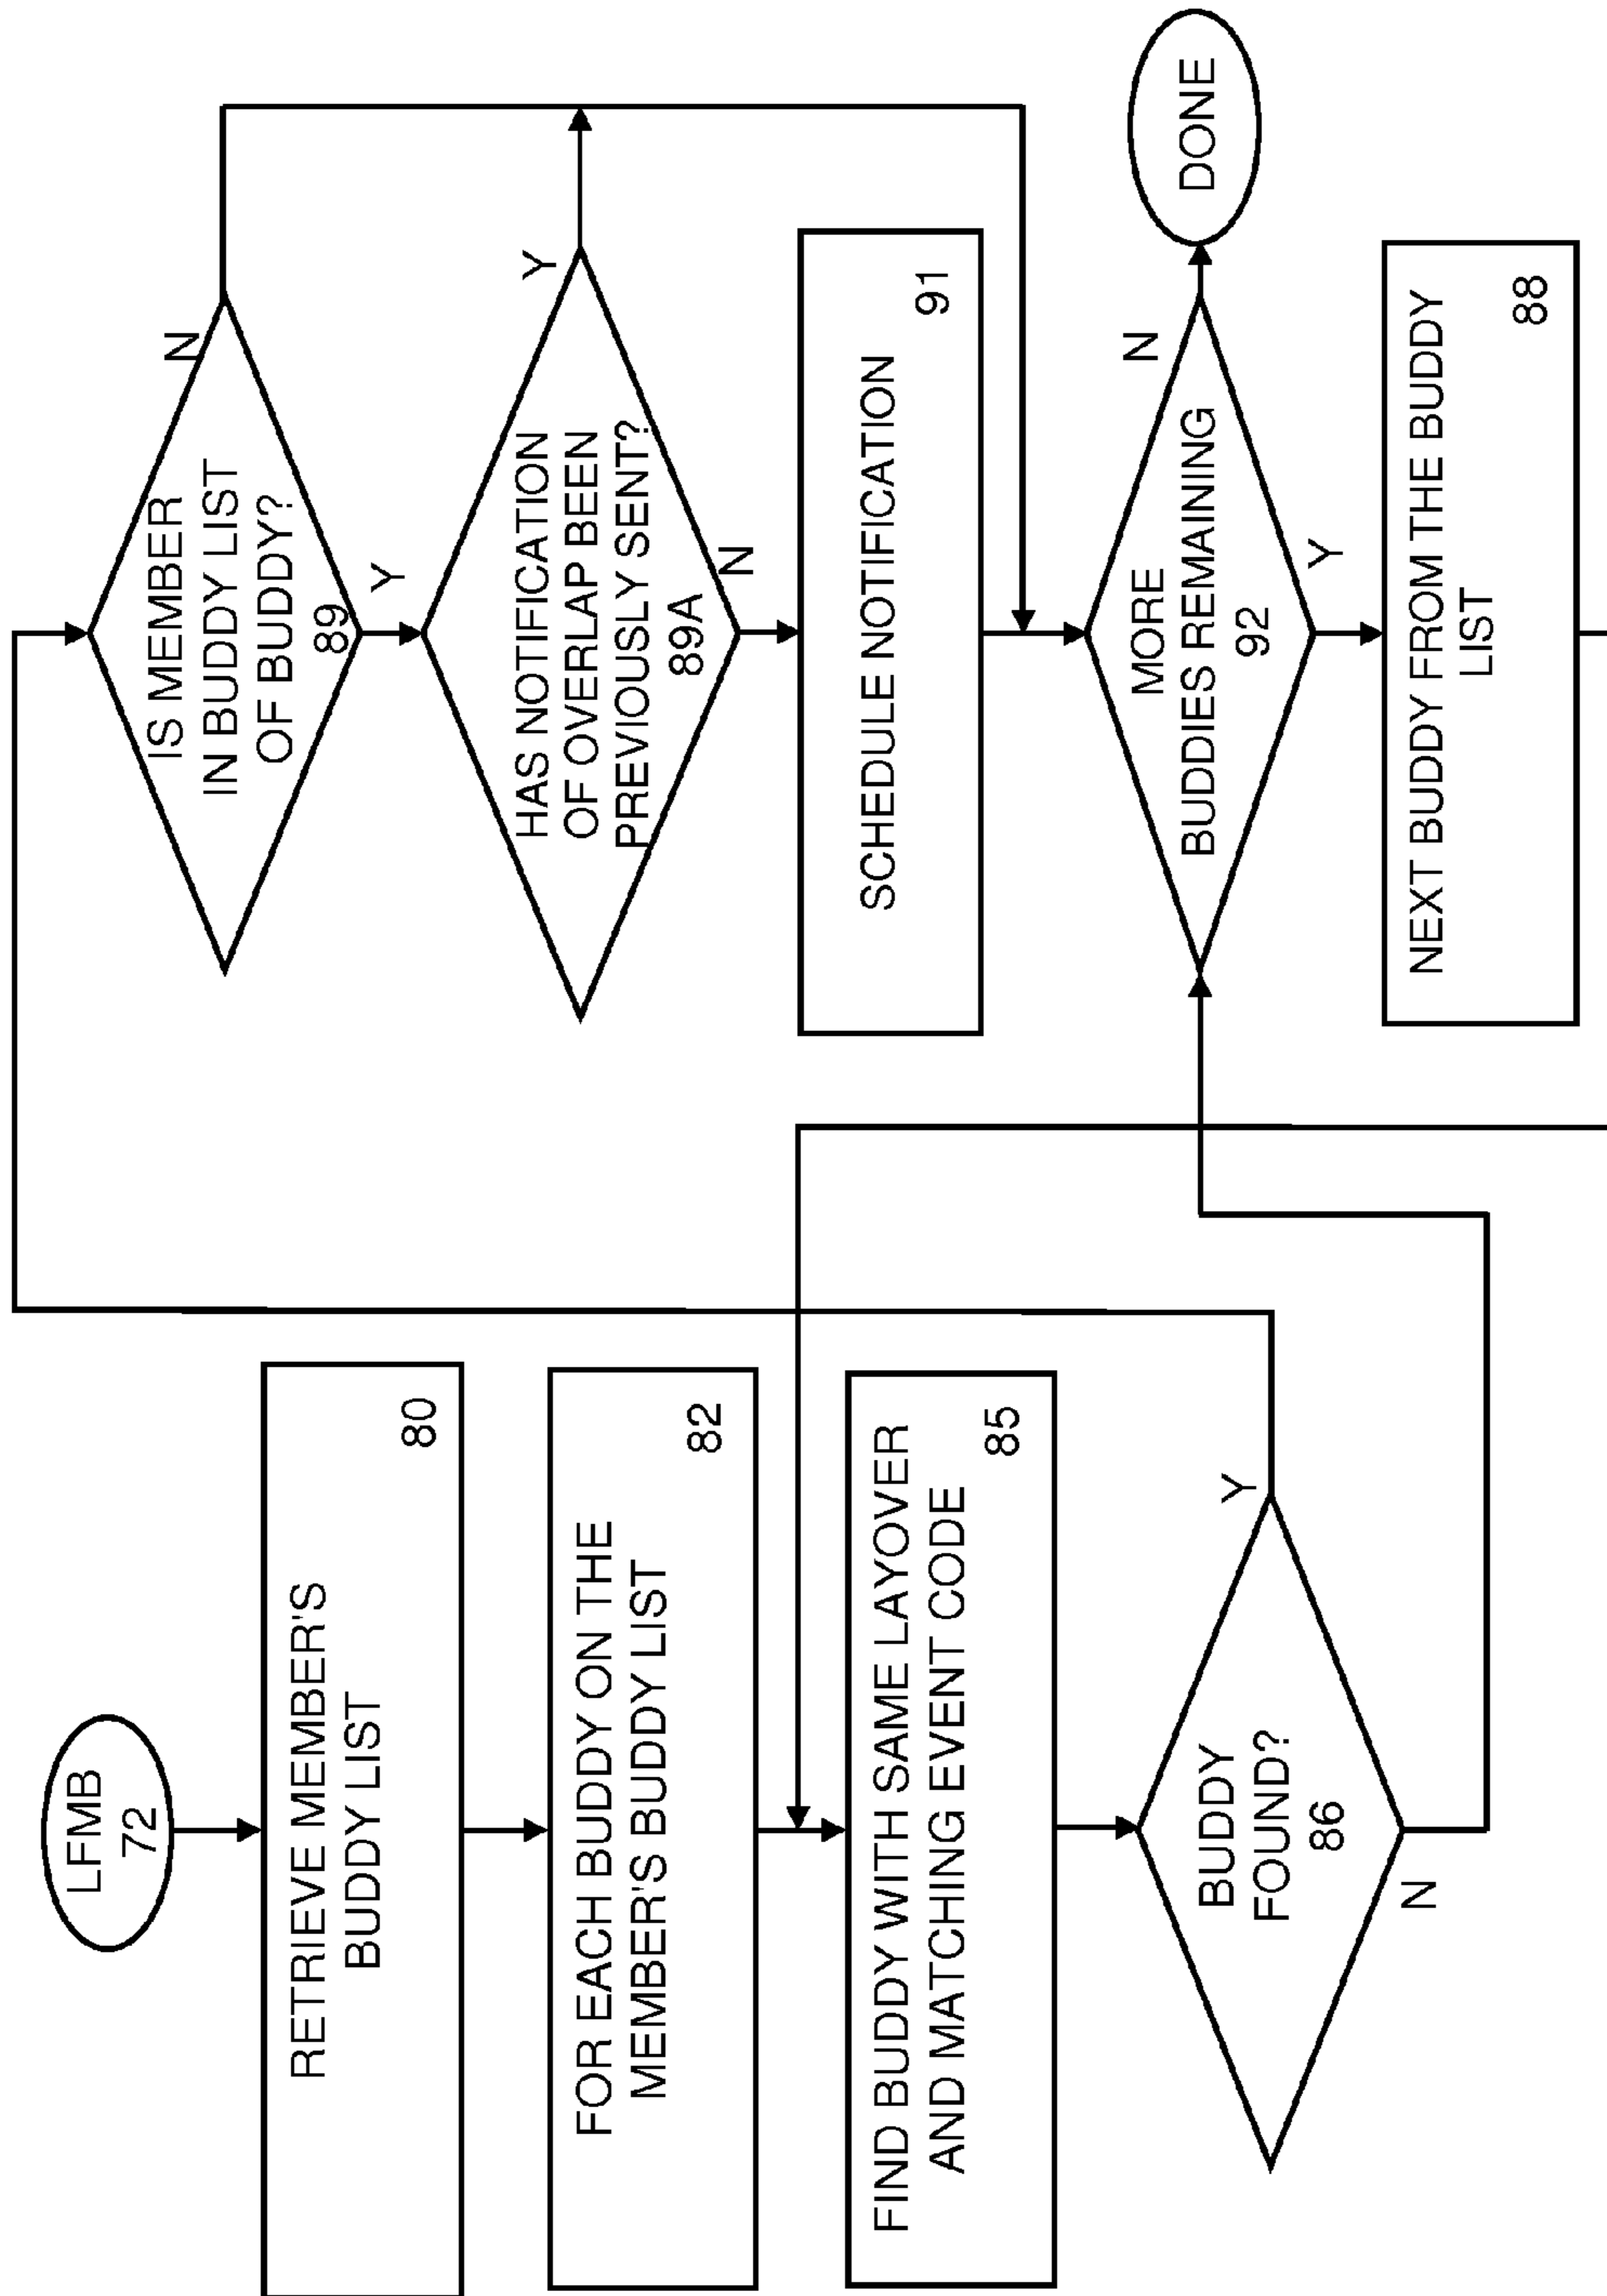 LFMB
72
RETRIEVE MEMBER'S
BUDDY LIST
80
FOR EACH BUDDY ON THE
MEMBER'S BUDDY LIST
82
FIND BUDDY WITH SAME LAYOVER
AND MATCHING EVENT CODE
85
BUDDY
FOUND?
86
Y
N
IS MEMBER
IN BUDDY LIST
OF BUDDY?
89
N
Y
HAS NOTIFICATION
OF OVERLAP BEEN
PREVIOUSLY SENT?
89A
Y
N
SCHEDULE NOTIFICATION
91
MORE
BUDDIES REMAINING
92
N
Y
DONE
NEXT BUDDY FROM THE BUDDY
LIST
88